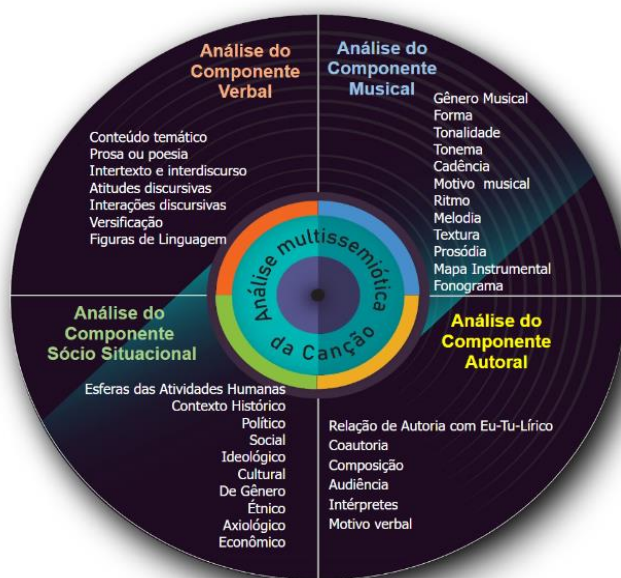 Análise do
Componente
Verbal
Conteúdo temático
Prosa ou poesia
Intertexto e interdiscurso
Atitudes discursivas
Interações discursivas
Versificação
Figuras de Linguagem
Análise do
Componente
Musical
Gênero Musical
Forma
Tonalidade
Tonema
Cadência
Motivo musical
Ritmo
Melodia
Textura
Prosódia
Mapa Instrumental
Fonograma
Análise multissemiótica
da Canção
Análise do
Componente
Sócio Situacional
Esferas das Atividades Humanas
Contexto Histórico
Político
Social
Ideológico
Cultural
De Gênero
Étnico
Axiológico
Econômico
Análise do
Componente
Autoral
Relação de Autoria com Eu-Tu-Lírico
Coautoria
Composição
Audiência
Intérpretes
Motivo verbal